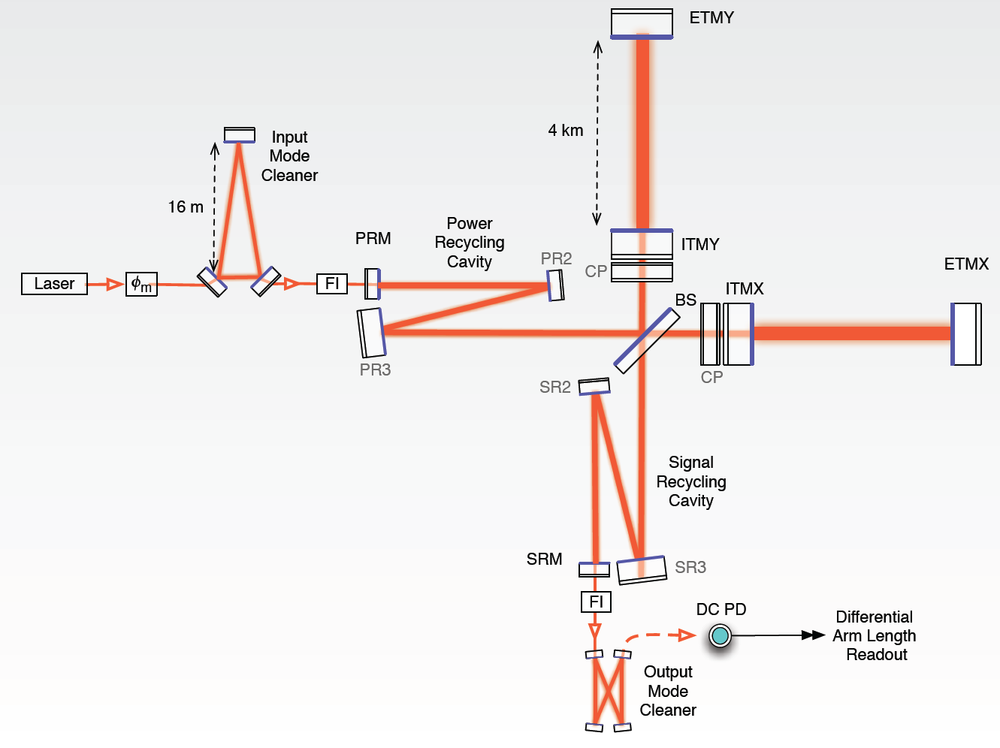 ETMY
4 km
Input
Mode
Cleaner
16 m
Power
Recycling
Cavity
PRM
PR2
ITMY
CP
ETMX
Laser
ϕm
FI
BS
ITMX
PR3
CP
SR2
Signal
Recycling
Cavity
SRM
SR3
FI
DC PD
Differential
Arm Length
Readout
Output
Mode
Cleaner